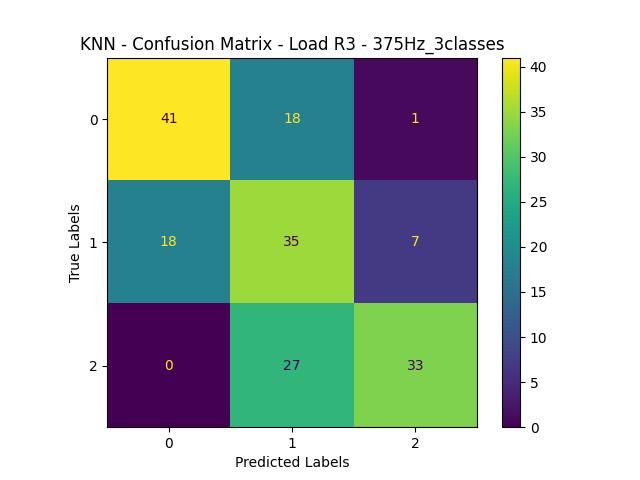 KNN - Confusion Matrix - Load R3 - 375Hz_3classes
0 41 18 1
1 18 35 7
2 0 27 33
0 1 2
Predicted Labels
True Labels
40
35
30
25
20
15
10
5
0